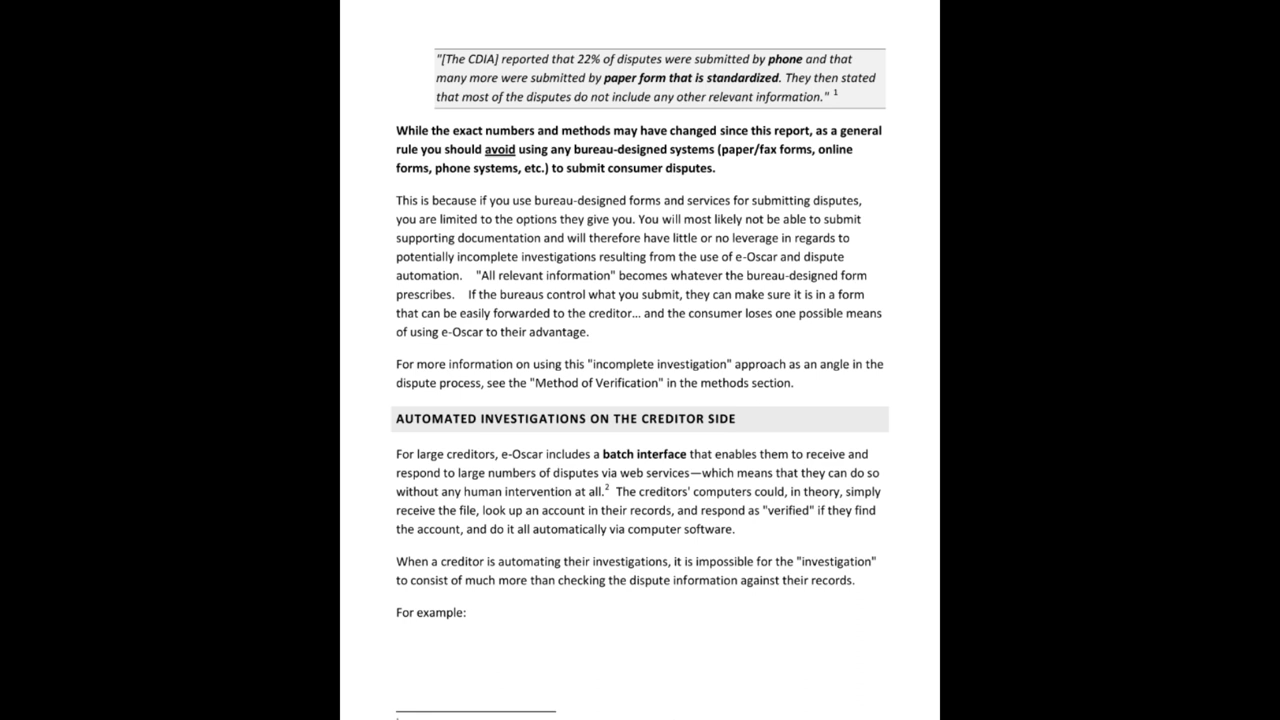 "[The CDIA] reported that 22% of disputes were submitted by phone and that
many more were submitted by paper form that is standardized. They then stated
that most of the disputes do not include any other relevant information." 1
While the exact numbers and methods may have changed since this report, as a general
rule you should avoid using any bureau-designed systems (paper/fax forms, online
forms, phone systems, etc.) to submit consumer disputes.
This is because if you use bureau-designed forms and services for submitting disputes,
you are limited to the options they give you. You will most likely not be able to submit
supporting documentation and will therefore have little or no leverage in regards to
potentially incomplete investigations resulting from the use of e-Oscar and dispute
automation. "All relevant information" becomes whatever the bureau-designed form
prescribes. If the bureaus control what you submit, they can make sure it is in a form
that can be easily forwarded to the creditor... and the consumer loses one possible means
of using e-Oscar to their advantage.
For more information on using this "incomplete investigation" approach as an angle in the
dispute process, see the "Method of Verification" in the methods section.
AUTOMATED INVESTIGATIONS ON THE CREDITOR SIDE
For large creditors, e-Oscar includes a batch interface that enables them to receive and
respond to large numbers of disputes via web services—which means that they can do so
without any human intervention at all.2 The creditors' computers could, in theory, simply
receive the file, look up an account in their records, and respond as "verified" if they find
the account, and do it all automatically via computer software.
When a creditor is automating their investigations, it is impossible for the "investigation"
to consist of much more than checking the dispute information against their records.
For example: